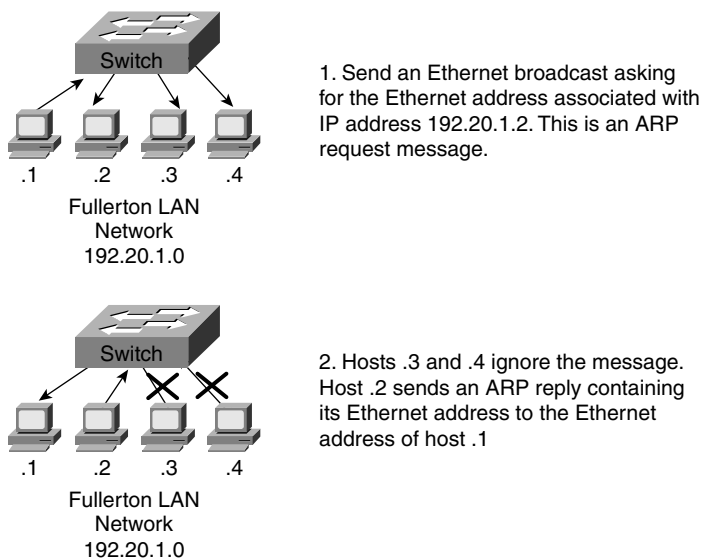 Switch
.1 .2 .3 .4
Fullerton LAN
Network
192.20.1.0
1. Send an Ethernet broadcast asking
for the Ethernet address associated with
IP address 192.20.1.2. This is an ARP
request message.
Switch
.1 .2 .3 .4
Fullerton LAN
Network
192.20.1.0
2. Hosts .3 and .4 ignore the message.
Host .2 sends an ARP reply containing
its Ethernet address to the Ethernet
address of host .1